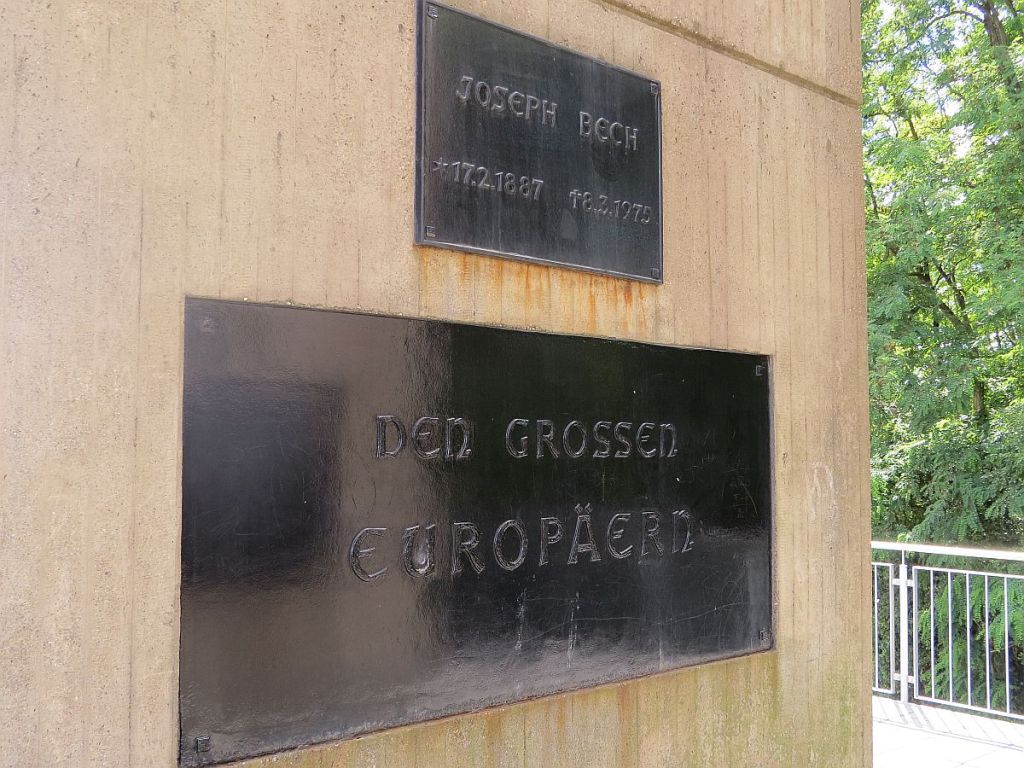 JOSEPH BECH
*17.2.1887 †8.3.1975
DEN GROSSEN
EUROPÄERN